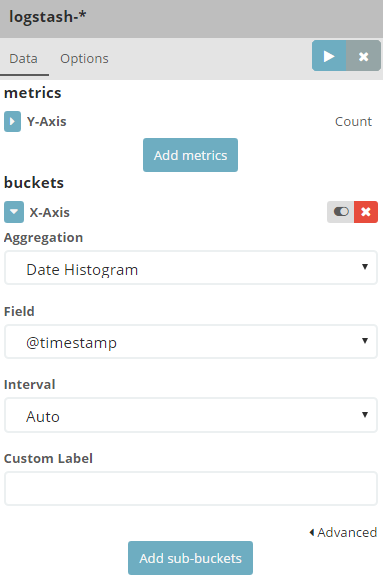 logstash-*
Data Options
metrics
Y-Axis Count
Add metrics
buckets
X-Axis
Aggregation
Date Histogram
Field
@timestamp
Interval
Auto
Custom Label
Advanced
Add sub-buckets